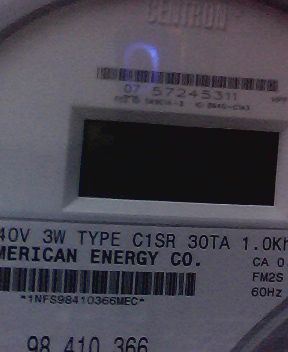 CENTRON
07 57245311
40V 3W TYPE C1SR 30TA 1.0Kh
MERICAN ENERGY CO.
CA 0.
FM2S
*1NFS98410366MEC*
60Hz
98 410 366